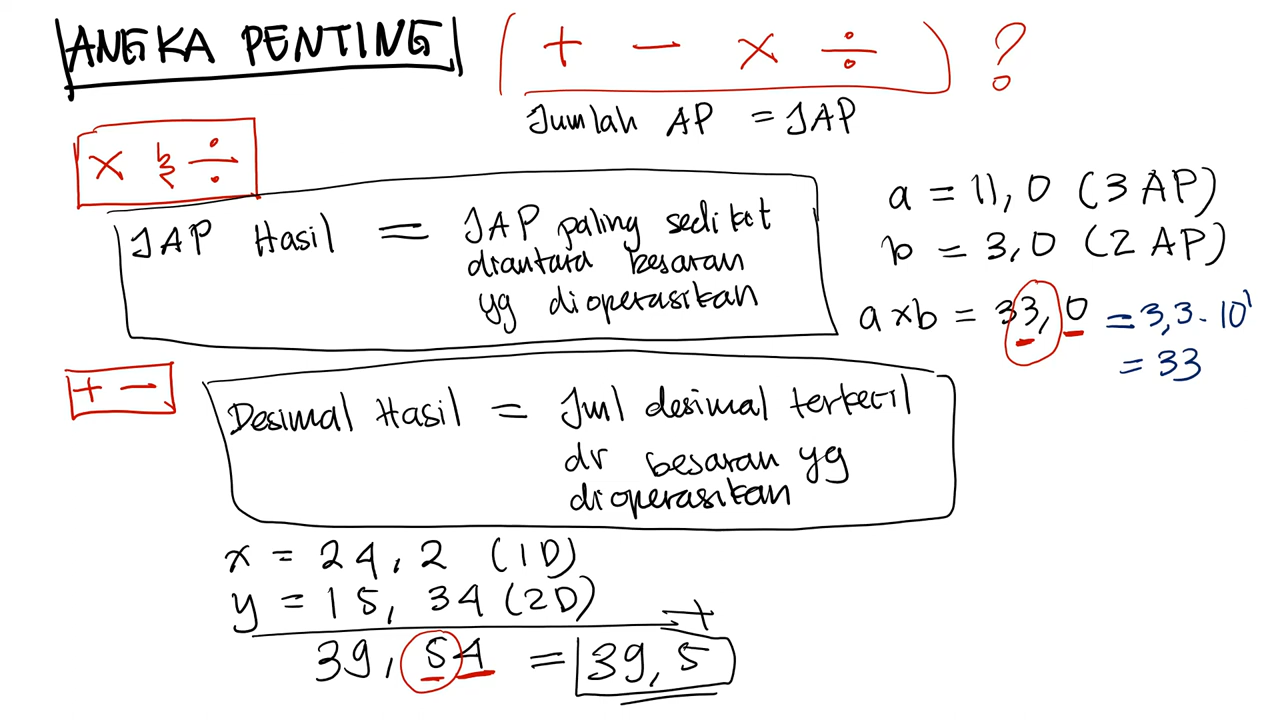 ANGKA PENTING ( + − × ÷ ) ?
Jumlah AP = JAP
× & ÷
JAP Hasil = JAP paling sedikit
diantara besaran
yg dioperasikan
a = 11,0 (3 AP)
b = 3,0 (2 AP)
a x b = 33,0 = 3,3 . 10¹
= 33
+ −
Desimal Hasil = Jml desimal terkecil
dr besaran yg
dioperasikan
x = 24,2 (1D)
y = 15,34 (2D)
+
39,54 = 39,5